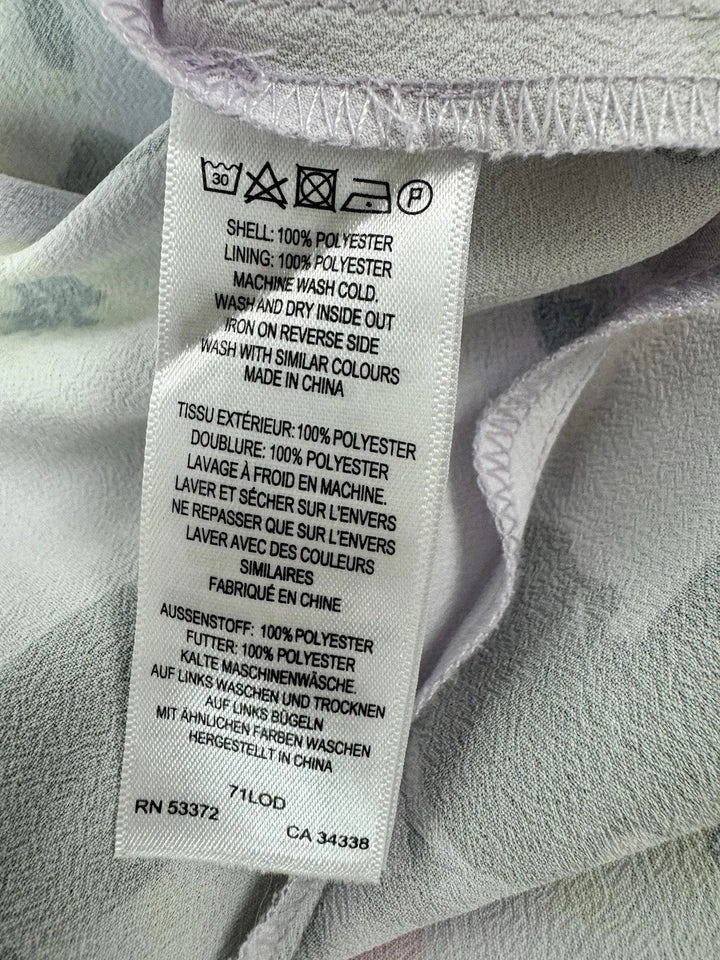 30
P
SHELL: 100% POLYESTER
LINING: 100% POLYESTER
MACHINE WASH COLD.
WASH AND DRY INSIDE OUT
IRON ON REVERSE SIDE
WASH WITH SIMILAR COLOURS
MADE IN CHINA
TISSU EXTÉRIEUR: 100% POLYESTER
DOUBLURE: 100% POLYESTER
LAVAGE À FROID EN MACHINE.
LAVER ET SÉCHER SUR L'ENVERS
NE REPASSER QUE SUR L'ENVERS
LAVER AVEC DES COULEURS
SIMILAIRES
FABRIQUÉ EN CHINE
AUSSENSTOFF: 100% POLYESTER
FUTTER: 100% POLYESTER
KALTE MASCHINENWÄSCHE.
AUF LINKS WASCHEN UND TROCKNEN
AUF LINKS BÜGELN
MIT ÄHNLICHEN FARBEN WASCHEN
HERGESTELLT IN CHINA
71LOD
RN 53372
CA 34338